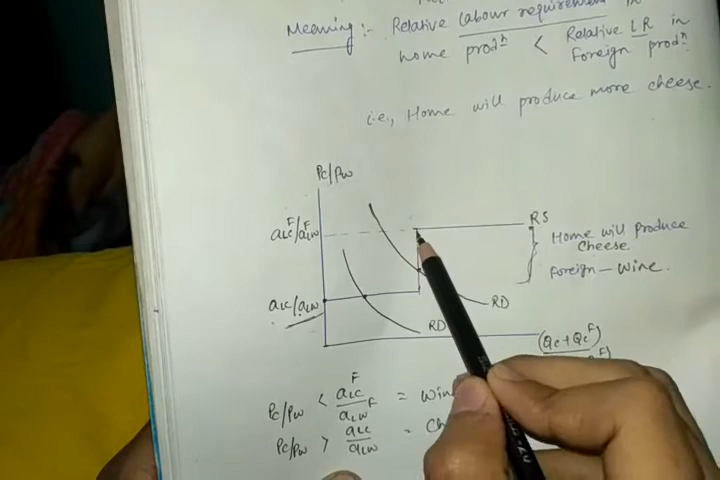 Meaning:- Relative labour requirement in
home prodⁿ < Relative LR in
Foreign prodⁿ
i.e., Home will produce more cheese.
Pc/Pw
aLC^F/aLW^F
RS
Home will produce
Cheese
Foreign — Wine.
aLC/aLW
RD
RD
(Qc + Qc^F)
Pc/Pw < aLC^F/aLW^F = Win
Pc/Pw > aLC/aLW =